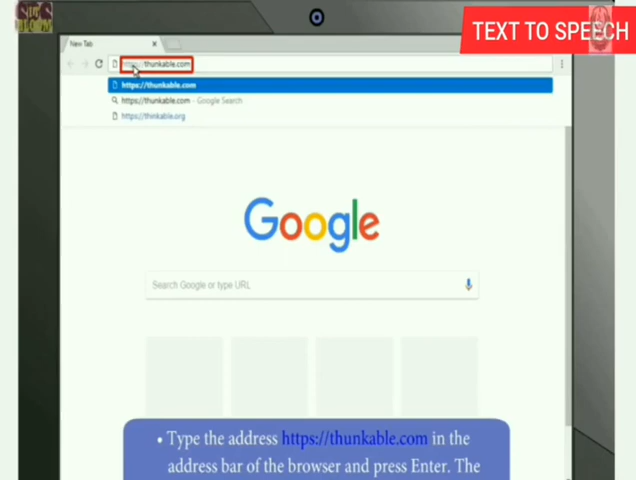 TEXT TO SPEECH
New Tab
https://thunkable.com
https://thunkable.com
https://thunkable.com - Google Search
https://thinkable.org
Google
Search Google or type URL
• Type the address https://thunkable.com in the
address bar of the browser and press Enter. The